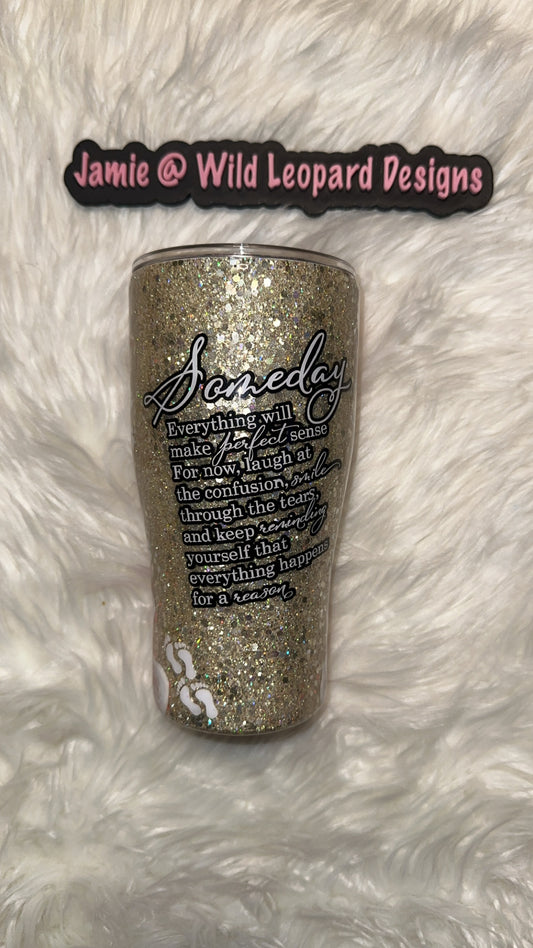 Jamie @ Wild Leopard Designs
Someday
Everything will
make perfect sense
For now, laugh at
the confusion, smile
through the tears,
and keep reminding
yourself that
everything happens
for a reason.